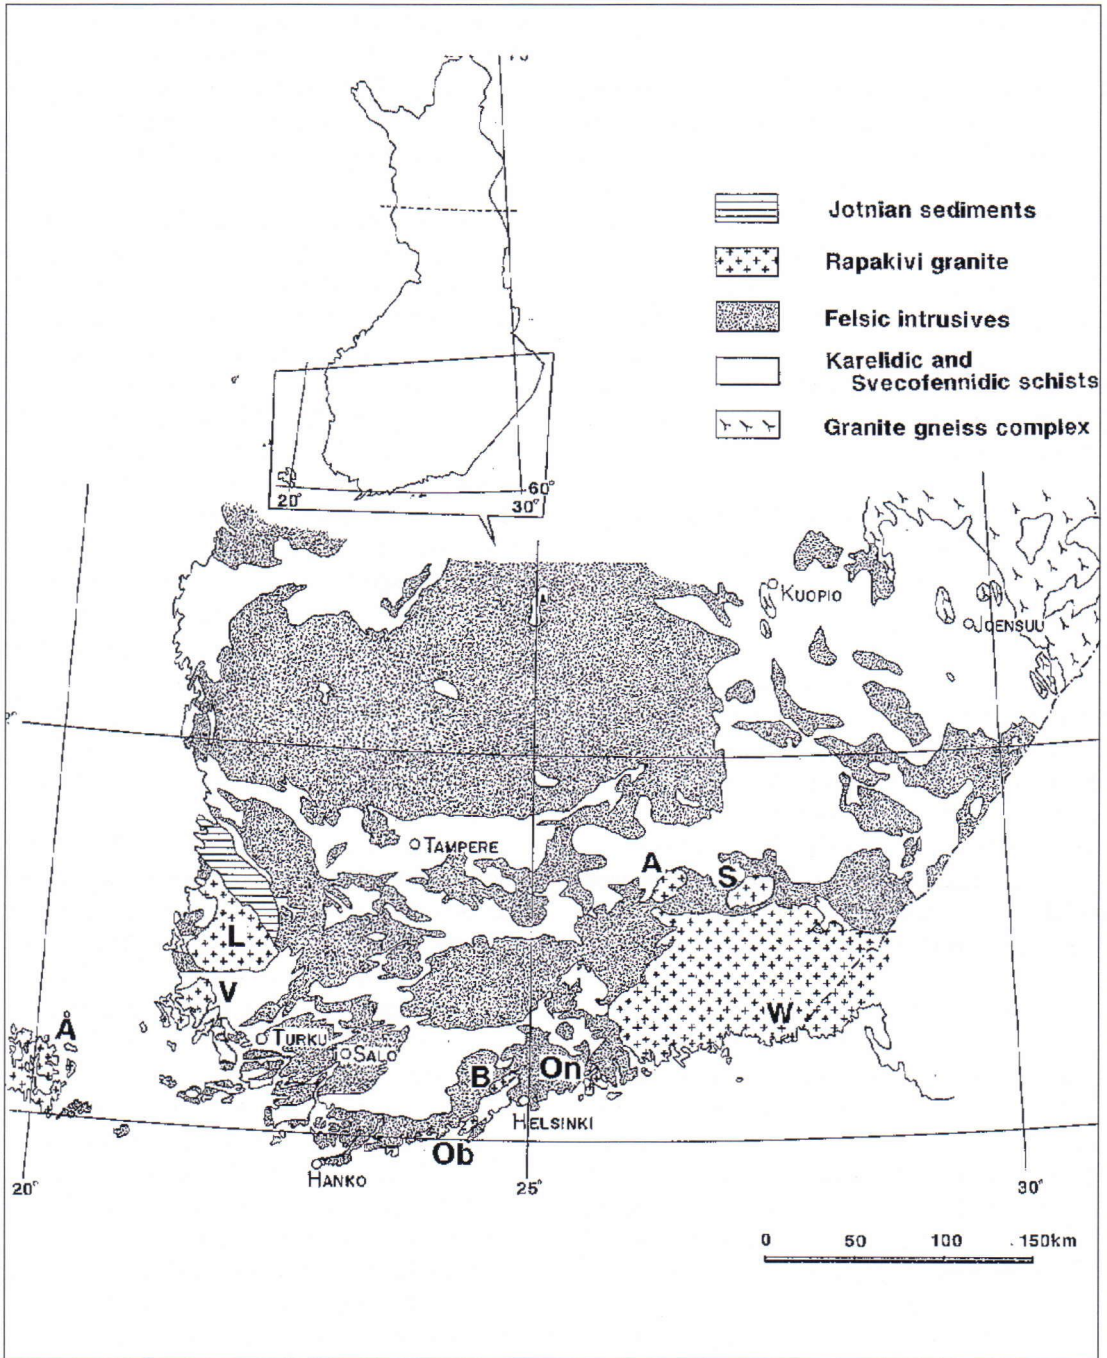 Jotnian sediments
Rapakivi granite
Felsic intrusives
Karelidic and
Svecofennidic schists
Granite gneiss complex
60°
20°
30°
KUOPIO
JOENSUU
TAMPERE
A
S
L
V
W
Å
TURKU
SALO
B
On
HELSINKI
Ob
HANKO
20°
25°
30°
0 50 100 150km